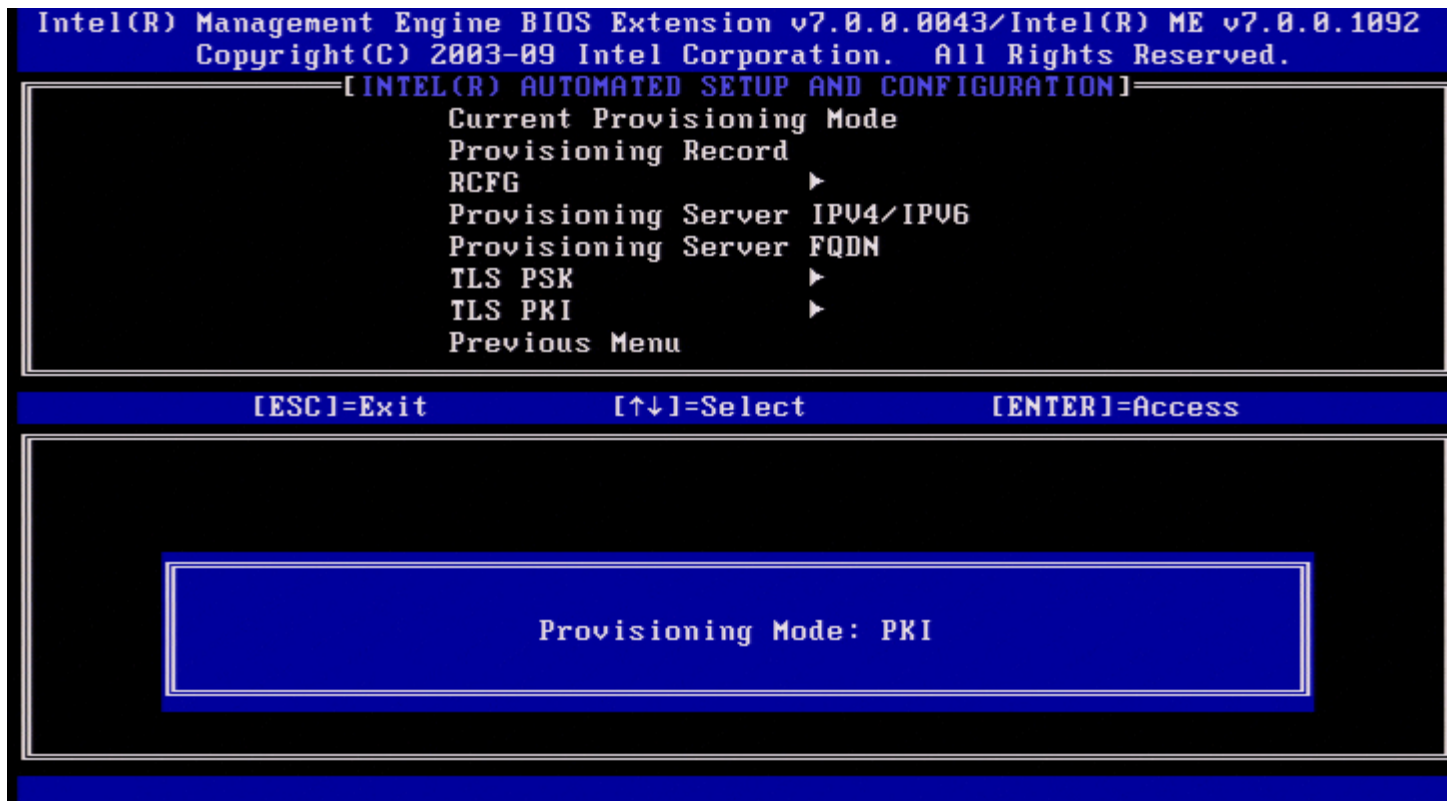 Intel(R) Management Engine BIOS Extension v7.0.0.0043/Intel(R) ME v7.0.0.1092
Copyright(C) 2003-09 Intel Corporation. All Rights Reserved.
[INTEL(R) AUTOMATED SETUP AND CONFIGURATION]
Current Provisioning Mode
Provisioning Record
RCFG ►
Provisioning Server IPV4/IPV6
Provisioning Server FQDN
TLS PSK ►
TLS PKI ►
Previous Menu
[ESC]=Exit [↑↓]=Select [ENTER]=Access
Provisioning Mode: PKI